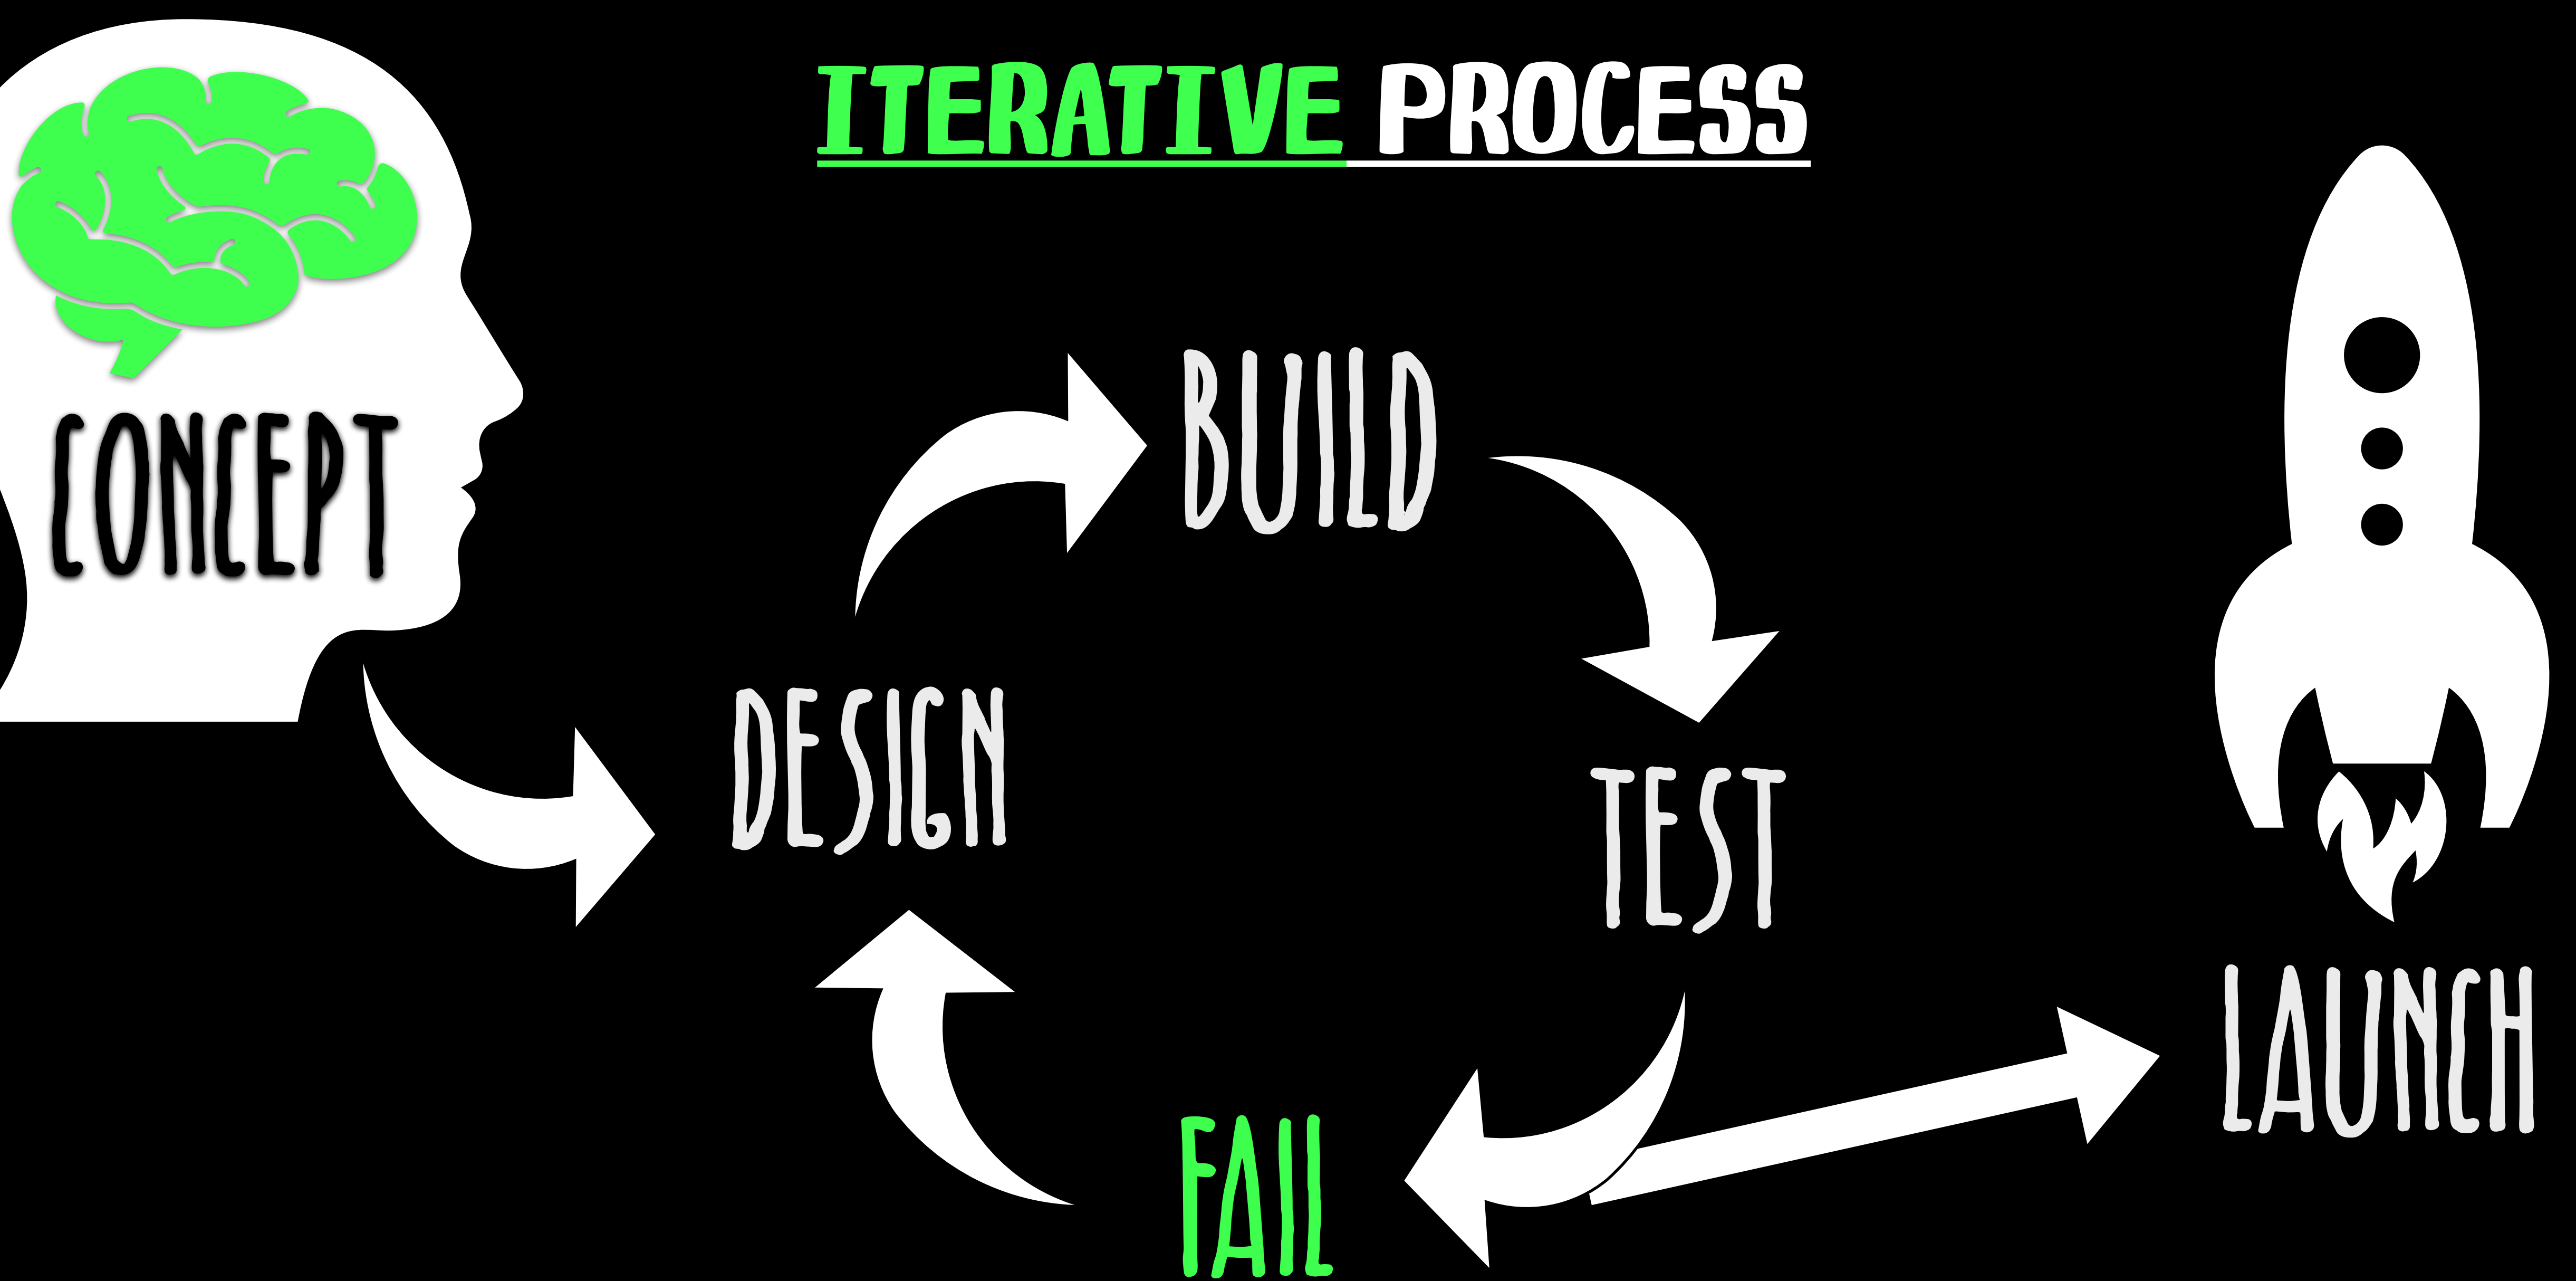 ITERATIVE PROCESS
CONCEPT
DESIGN
BUILD
TEST
FAIL
LAUNCH